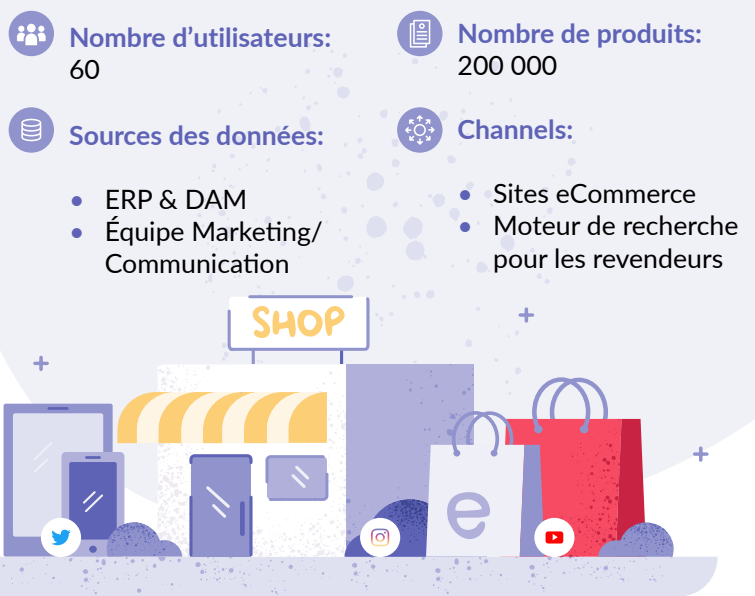 Nombre d'utilisateurs:
60
Nombre de produits:
200 000
Sources des données:
• ERP & DAM
• Équipe Marketing/
Communication
Channels:
• Sites eCommerce
• Moteur de recherche
pour les revendeurs
SHOP
e